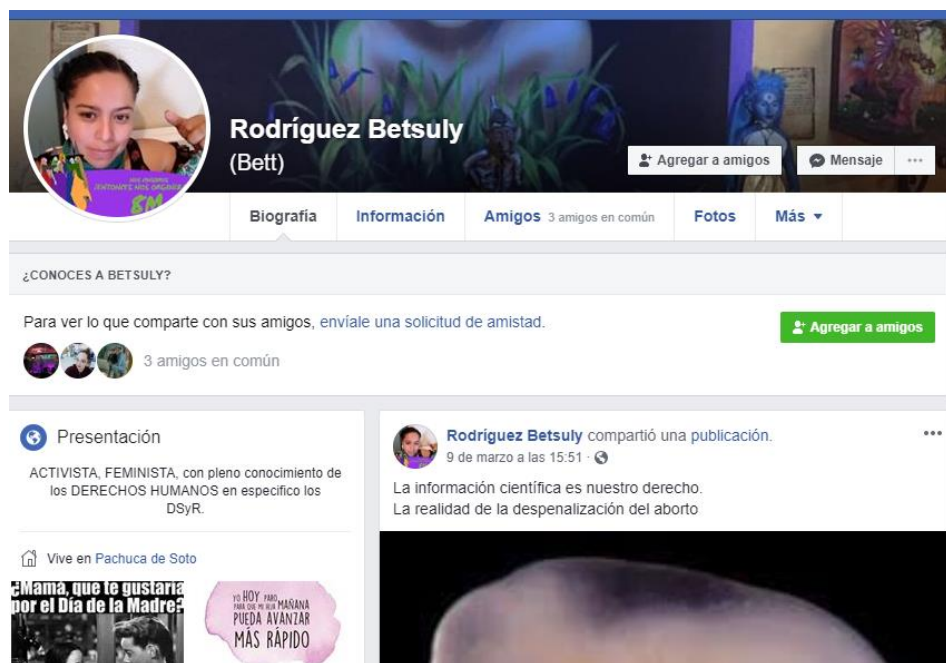 Rodríguez Betsuly
(Bett)
Agregar a amigos
Mensaje
8M
Biografía
Información
Amigos 3 amigos en común
Fotos
Más
¿CONOCES A BETSULY?
Para ver lo que comparte con sus amigos, envíale una solicitud de amistad.
Agregar a amigos
3 amigos en común
Presentación
ACTIVISTA, FEMINISTA, con pleno conocimiento de
los DERECHOS HUMANOS en especifico los
DSyR.
Vive en Pachuca de Soto
¿Mamá, que te gustaría
por el Día de la Madre?
YO HOY PARO
PARA QUE MI HIJA MAÑANA
PUEDA AVANZAR
MÁS RÁPIDO
Rodríguez Betsuly compartió una publicación.
9 de marzo a las 15:51 ·
La información científica es nuestro derecho.
La realidad de la despenalización del aborto